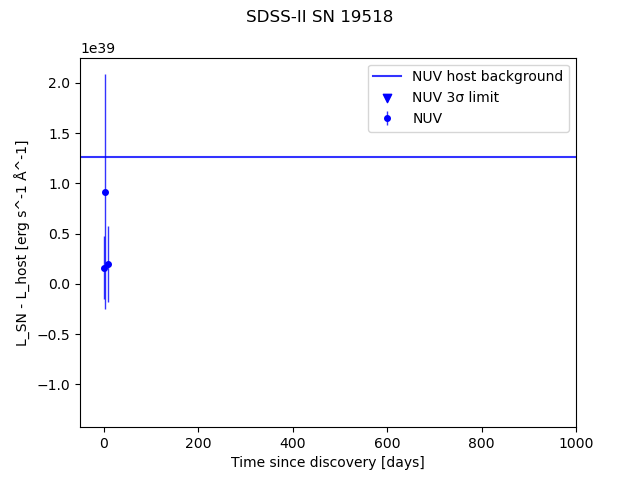 SDSS-II SN 19518
1e39
NUV host background
NUV 3σ limit
NUV
2.0
1.5
1.0
0.5
0.0
−0.5
−1.0
L_SN - L_host [erg s^-1 Å^-1]
0
200
400
600
800
1000
Time since discovery [days]